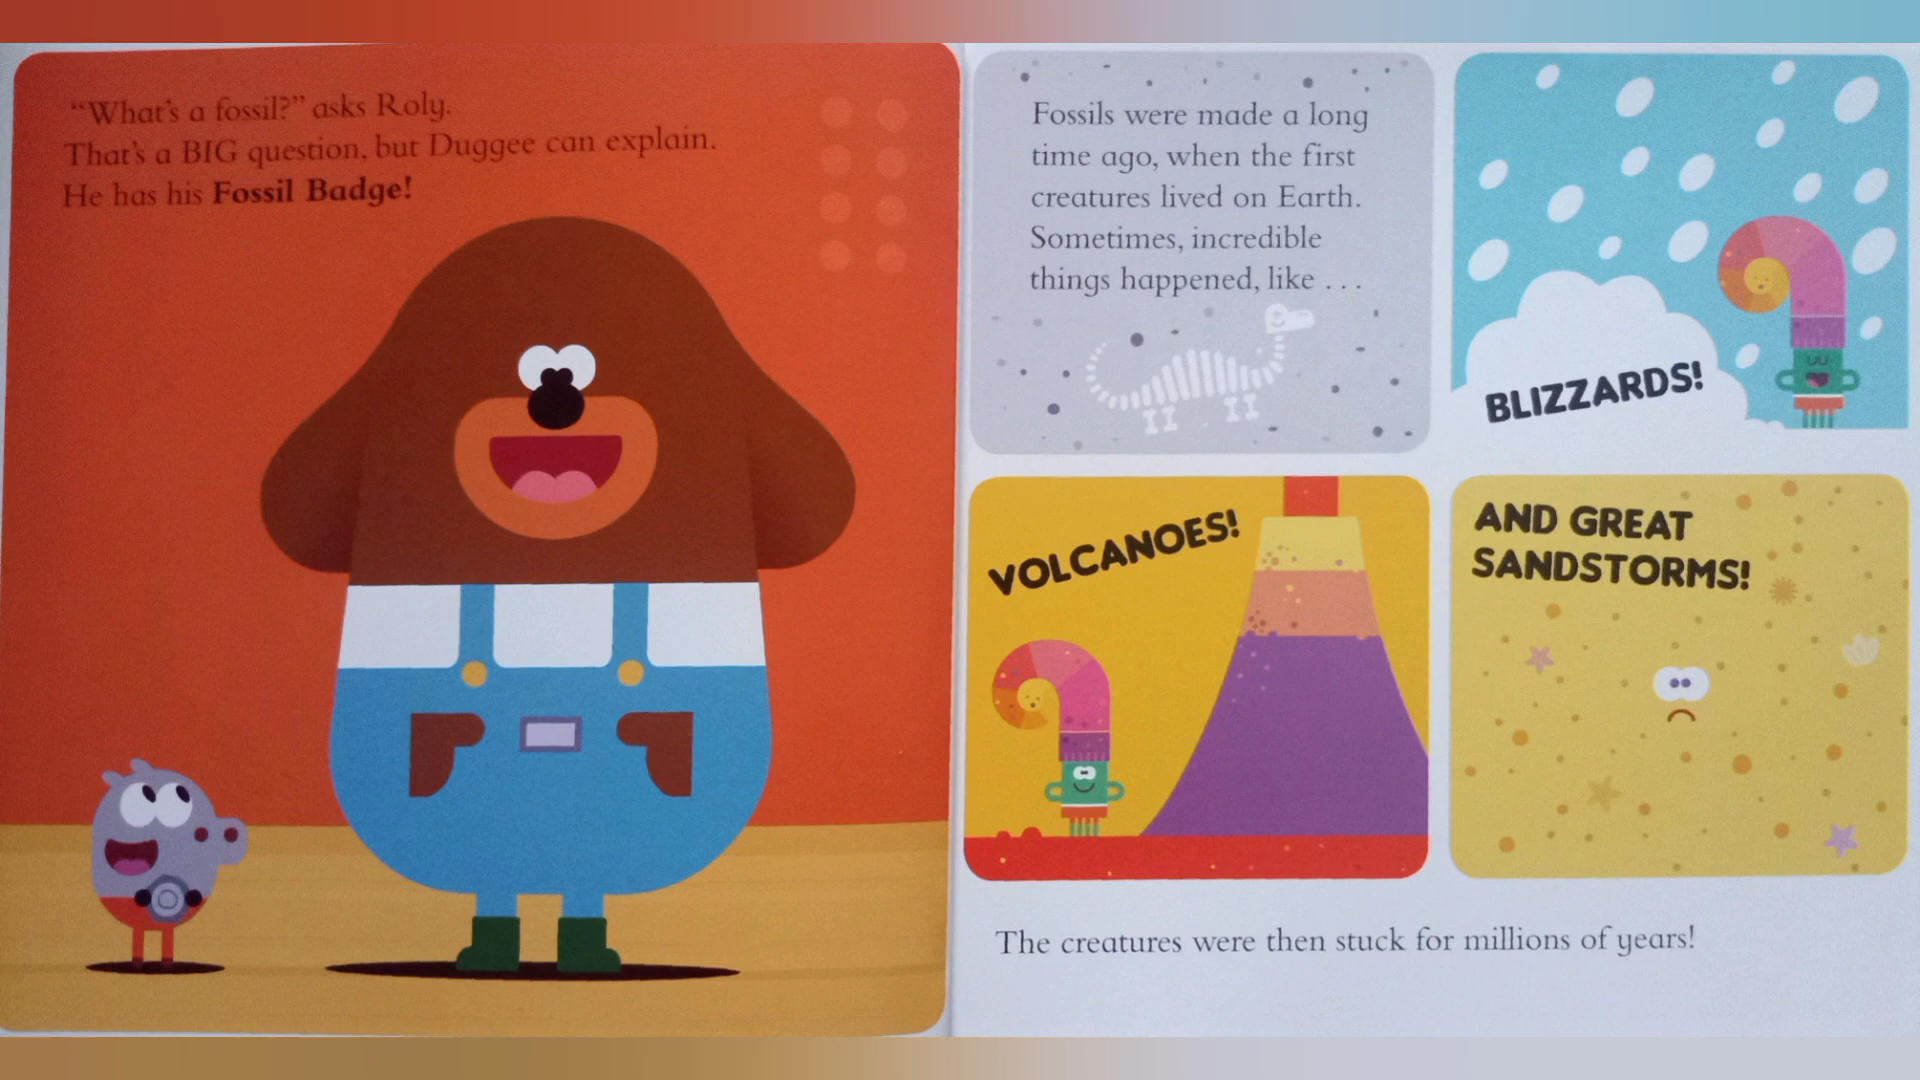 “What’s a fossil?” asks Roly.
That’s a BIG question, but Duggee can explain.
He has his Fossil Badge!
Fossils were made a long
time ago, when the first
creatures lived on Earth.
Sometimes, incredible
things happened, like . . .
BLIZZARDS!
VOLCANOES!
AND GREAT
SANDSTORMS!
The creatures were then stuck for millions of years!